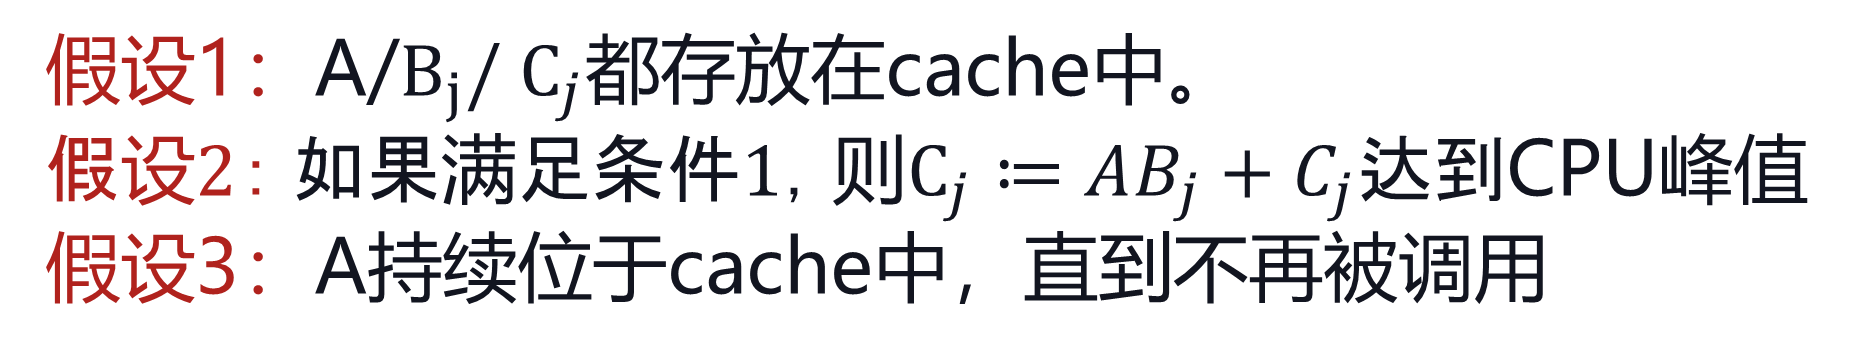 假设1：A/Bj/ Cj都存放在cache中。
假设2：如果满足条件1, 则Cj ≔ ABj + Cj达到CPU峰值
假设3：A持续位于cache中，直到不再被调用